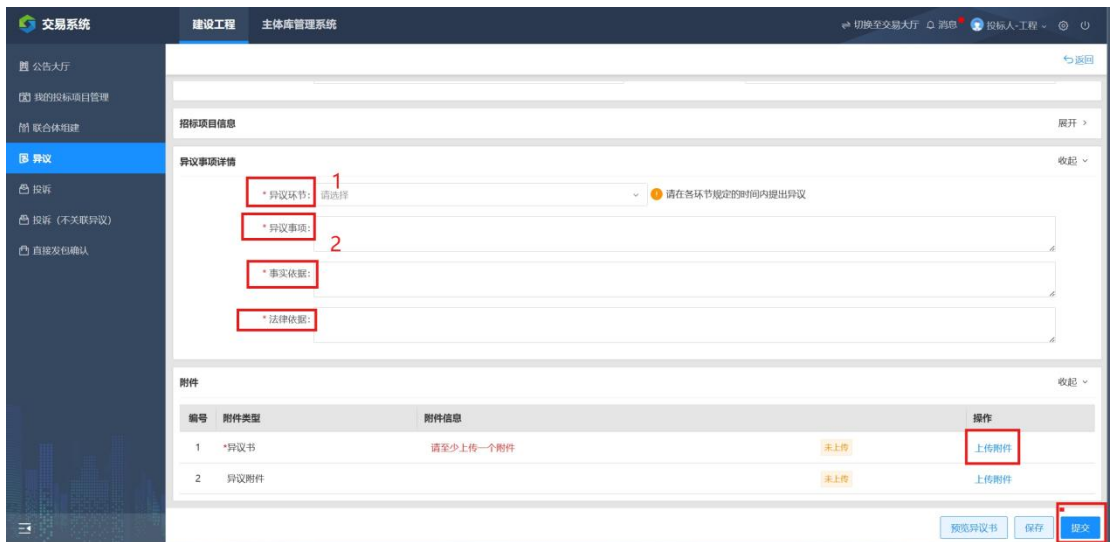 交易系统 建设工程 主体库管理系统 切换至交易大厅 消息 投标人-工程
公告大厅 返回
我的投标项目管理
联合体组建 招标项目信息 展开 >
异议 异议事项详情 收起
1
* 异议环节: 请选择 请在各环节规定的时间内提出异议
投诉
投诉（不关联异议） * 异议事项:
2
直接发包确认
* 事实依据:
* 法律依据:
附件 收起
编号 附件类型 附件信息 操作
1 *异议书 请至少上传一个附件 未上传 上传附件
2 异议附件 未上传 上传附件
预览异议书 保存 提交